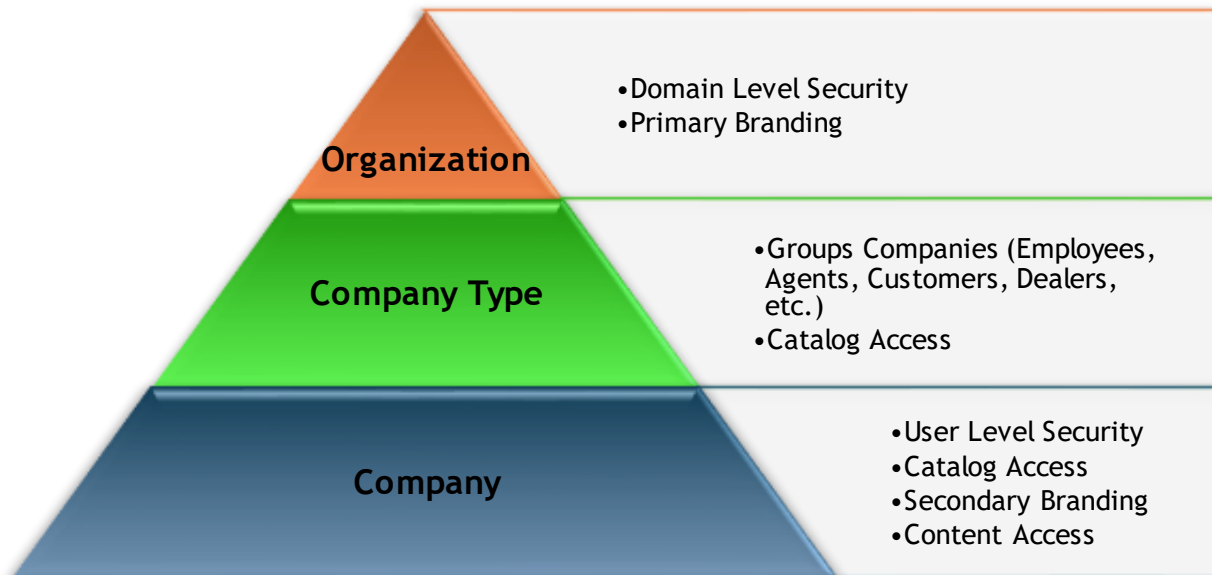 Organization
•Domain Level Security
•Primary Branding
Company Type
•Groups Companies (Employees,
Agents, Customers, Dealers,
etc.)
•Catalog Access
Company
•User Level Security
•Catalog Access
•Secondary Branding
•Content Access